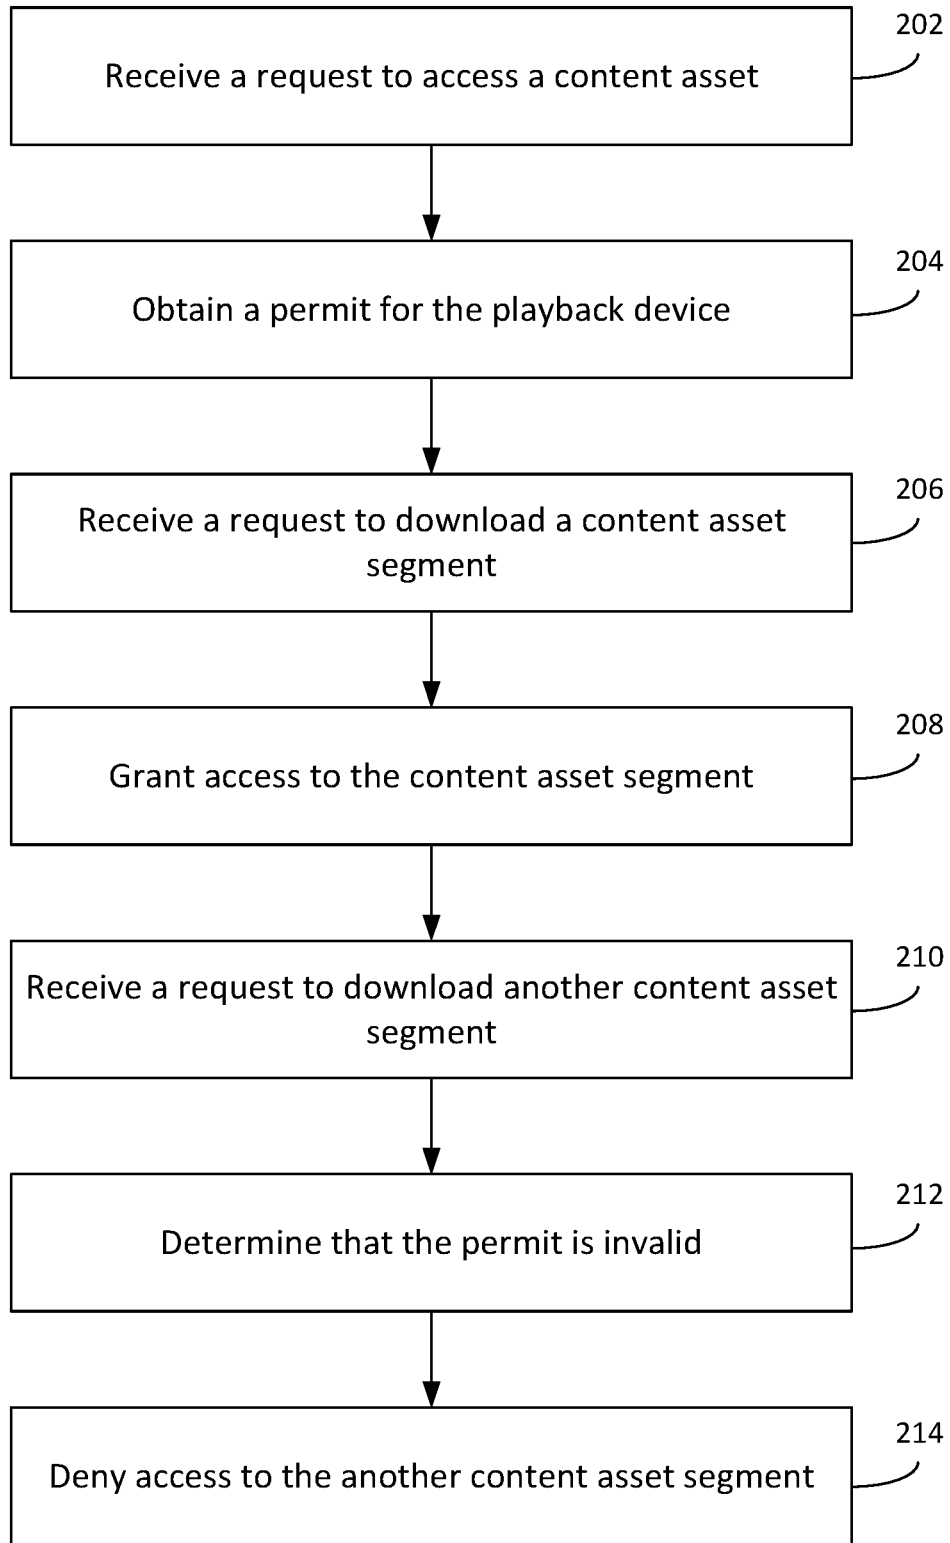 202
Receive a request to access a content asset
204
Obtain a permit for the playback device
206
Receive a request to download a content asset
segment
208
Grant access to the content asset segment
210
Receive a request to download another content asset
segment
212
Determine that the permit is invalid
214
Deny access to the another content asset segment